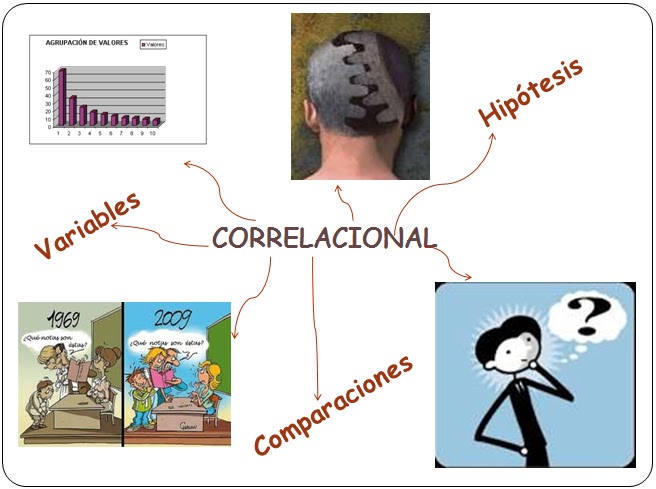 AGRUPACIÓN DE VALORES
Valores
70
60
50
40
30
20
10
0
1 2 3 4 5 6 7 8 9 10
Hipótesis
Variables
CORRELACIONAL
1969
¿Qué notas son éstas?
2009
¿Qué notas son éstas?
?
Comparaciones